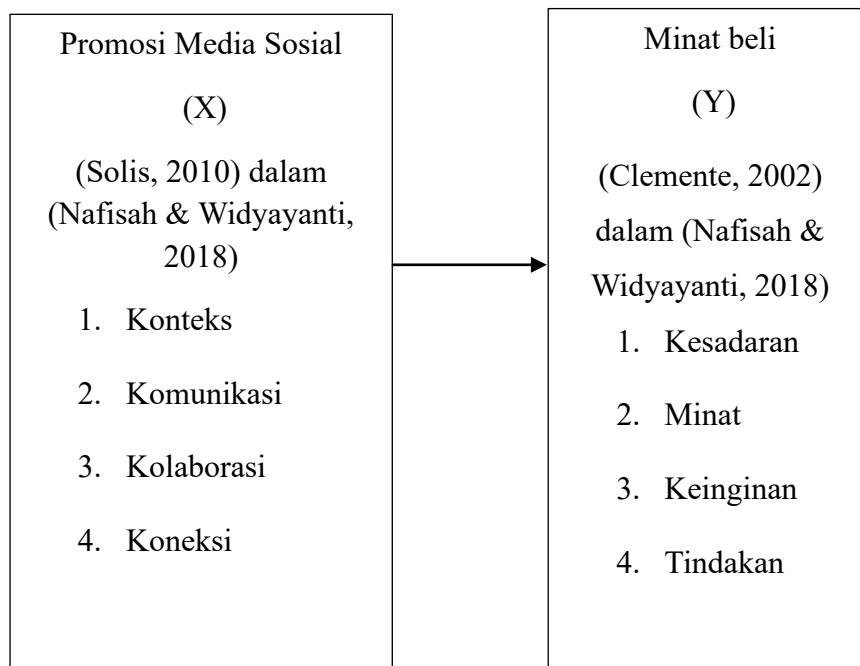 Promosi Media Sosial
(X)
(Solis, 2010) dalam
(Nafisah & Widyayanti,
2018)
1. Konteks
2. Komunikasi
3. Kolaborasi
4. Koneksi
Minat beli
(Y)
(Clemente, 2002)
dalam (Nafisah &
Widyayanti, 2018)
1. Kesadaran
2. Minat
3. Keinginan
4. Tindakan